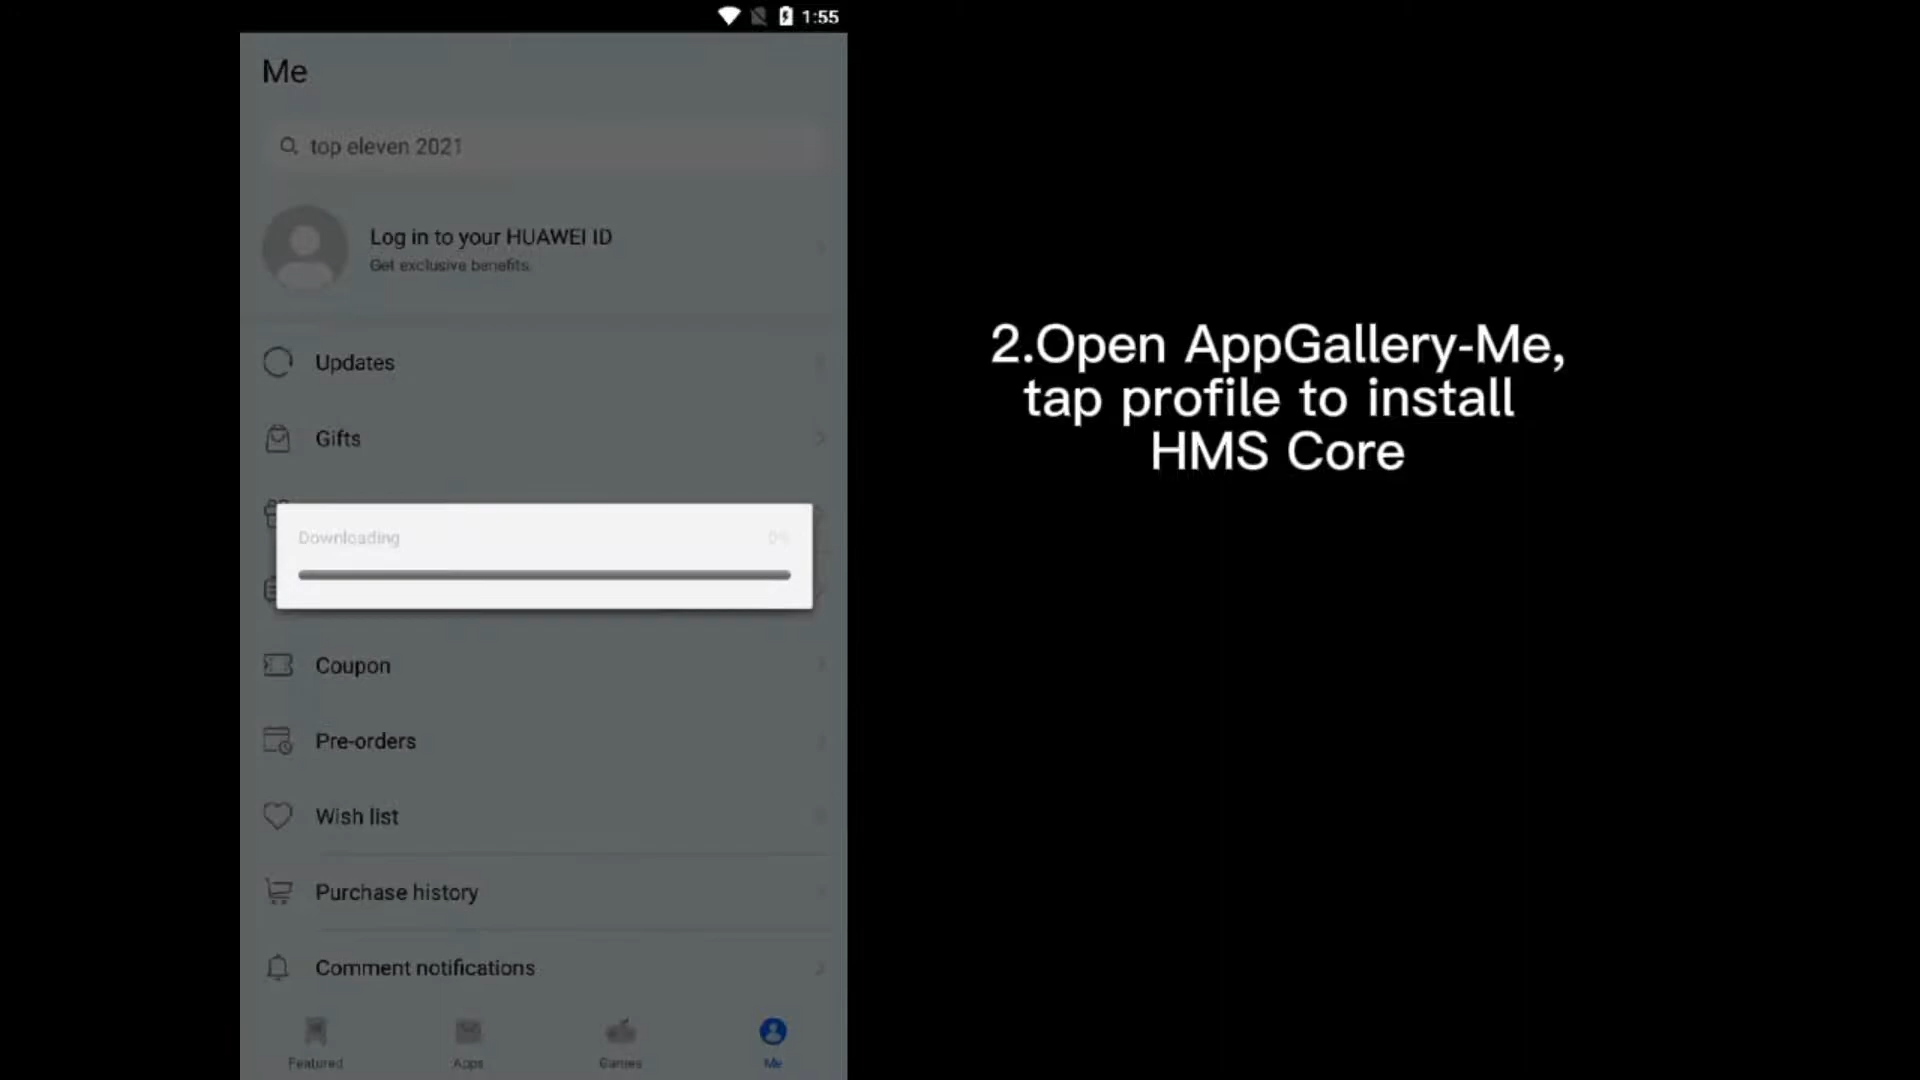 1:55
Me
top eleven 2021
Log in to your HUAWEI ID
Get exclusive benefits
Updates
Gifts
Downloading 0%
Coupon
Pre-orders
Wish list
Purchase history
Comment notifications
Featured Apps Games Me
2.Open AppGallery-Me,
tap profile to install
HMS Core